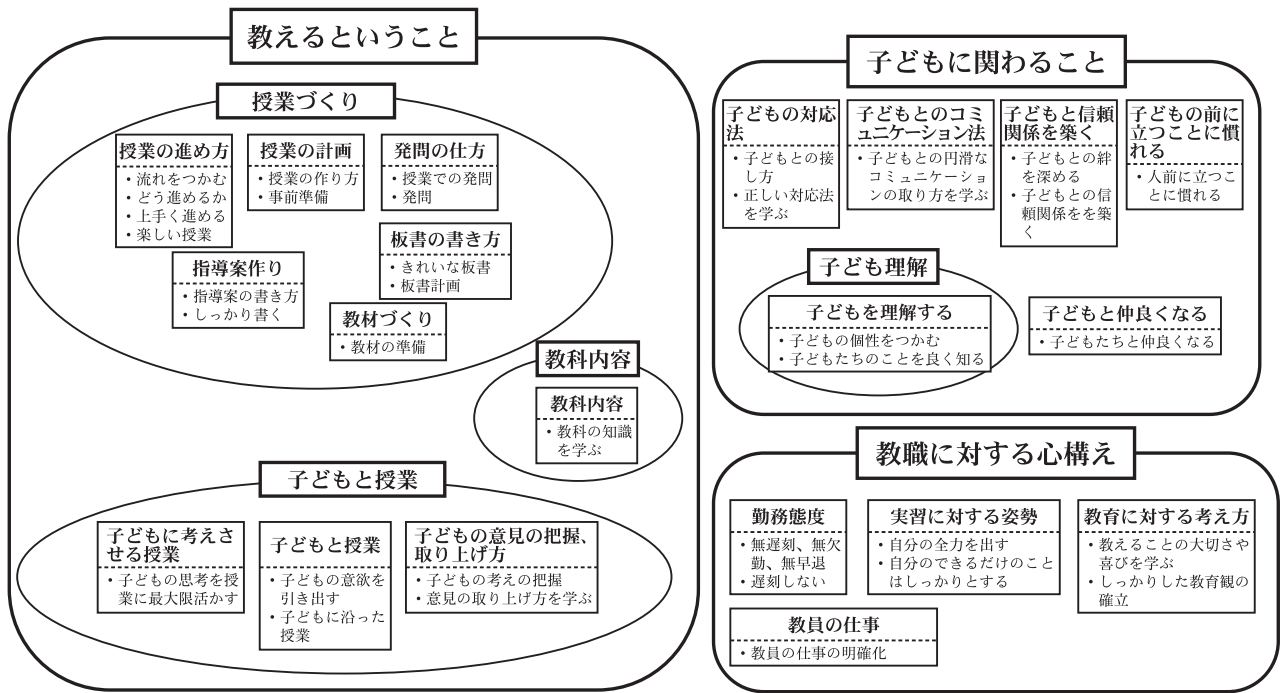 教えるということ
授業づくり
授業の進め方
・流れをつかむ
・どう進めるか
・上手く進める
・楽しい授業
授業の計画
・授業の作り方
・事前準備
発問の仕方
・授業での発問
・発問
板書の書き方
・きれいな板書
・板書計画
指導案作り
・指導案の書き方
・しっかり書く
教材づくり
・教材の準備
教科内容
教科内容
・教科の知識
を学ぶ
子どもと授業
子どもに考えさ
せる授業
・子どもの思考を授
業に最大限活かす
子どもと授業
・子どもの意欲を
引き出す
・子どもに沿った
授業
子どもの意見の把握、
取り上げ方
・子どもの考えの把握
・意見の取り上げ方を学ぶ
子どもに関わること
子どもの対応
法
・子どもとの接
し方
・正しい対応法
を学ぶ
子どもとのコミ
ュニケーション法
・子どもとの円滑な
コミュニケーショ
ンの取り方を学ぶ
子どもと信頼
関係を築く
・子どもとの絆
を深める
・子どもとの信
頼関係をを築
く
子どもの前に
立つことに慣
れる
・人前に立つこ
とに慣れる
子ども理解
子どもを理解する
・子どもの個性をつかむ
・子どもたちのことを良く知る
子どもと仲良くなる
・子どもたちと仲良くなる
教職に対する心構え
勤務態度
・無遅刻、無欠
勤、無早退
・遅刻しない
実習に対する姿勢
・自分の全力を出す
・自分のできるだけのこと
はしっかりとする
教育に対する考え方
・教えることの大切さや
喜びを学ぶ
・しっかりした教育観の
確立
教員の仕事
・教員の仕事の明確化